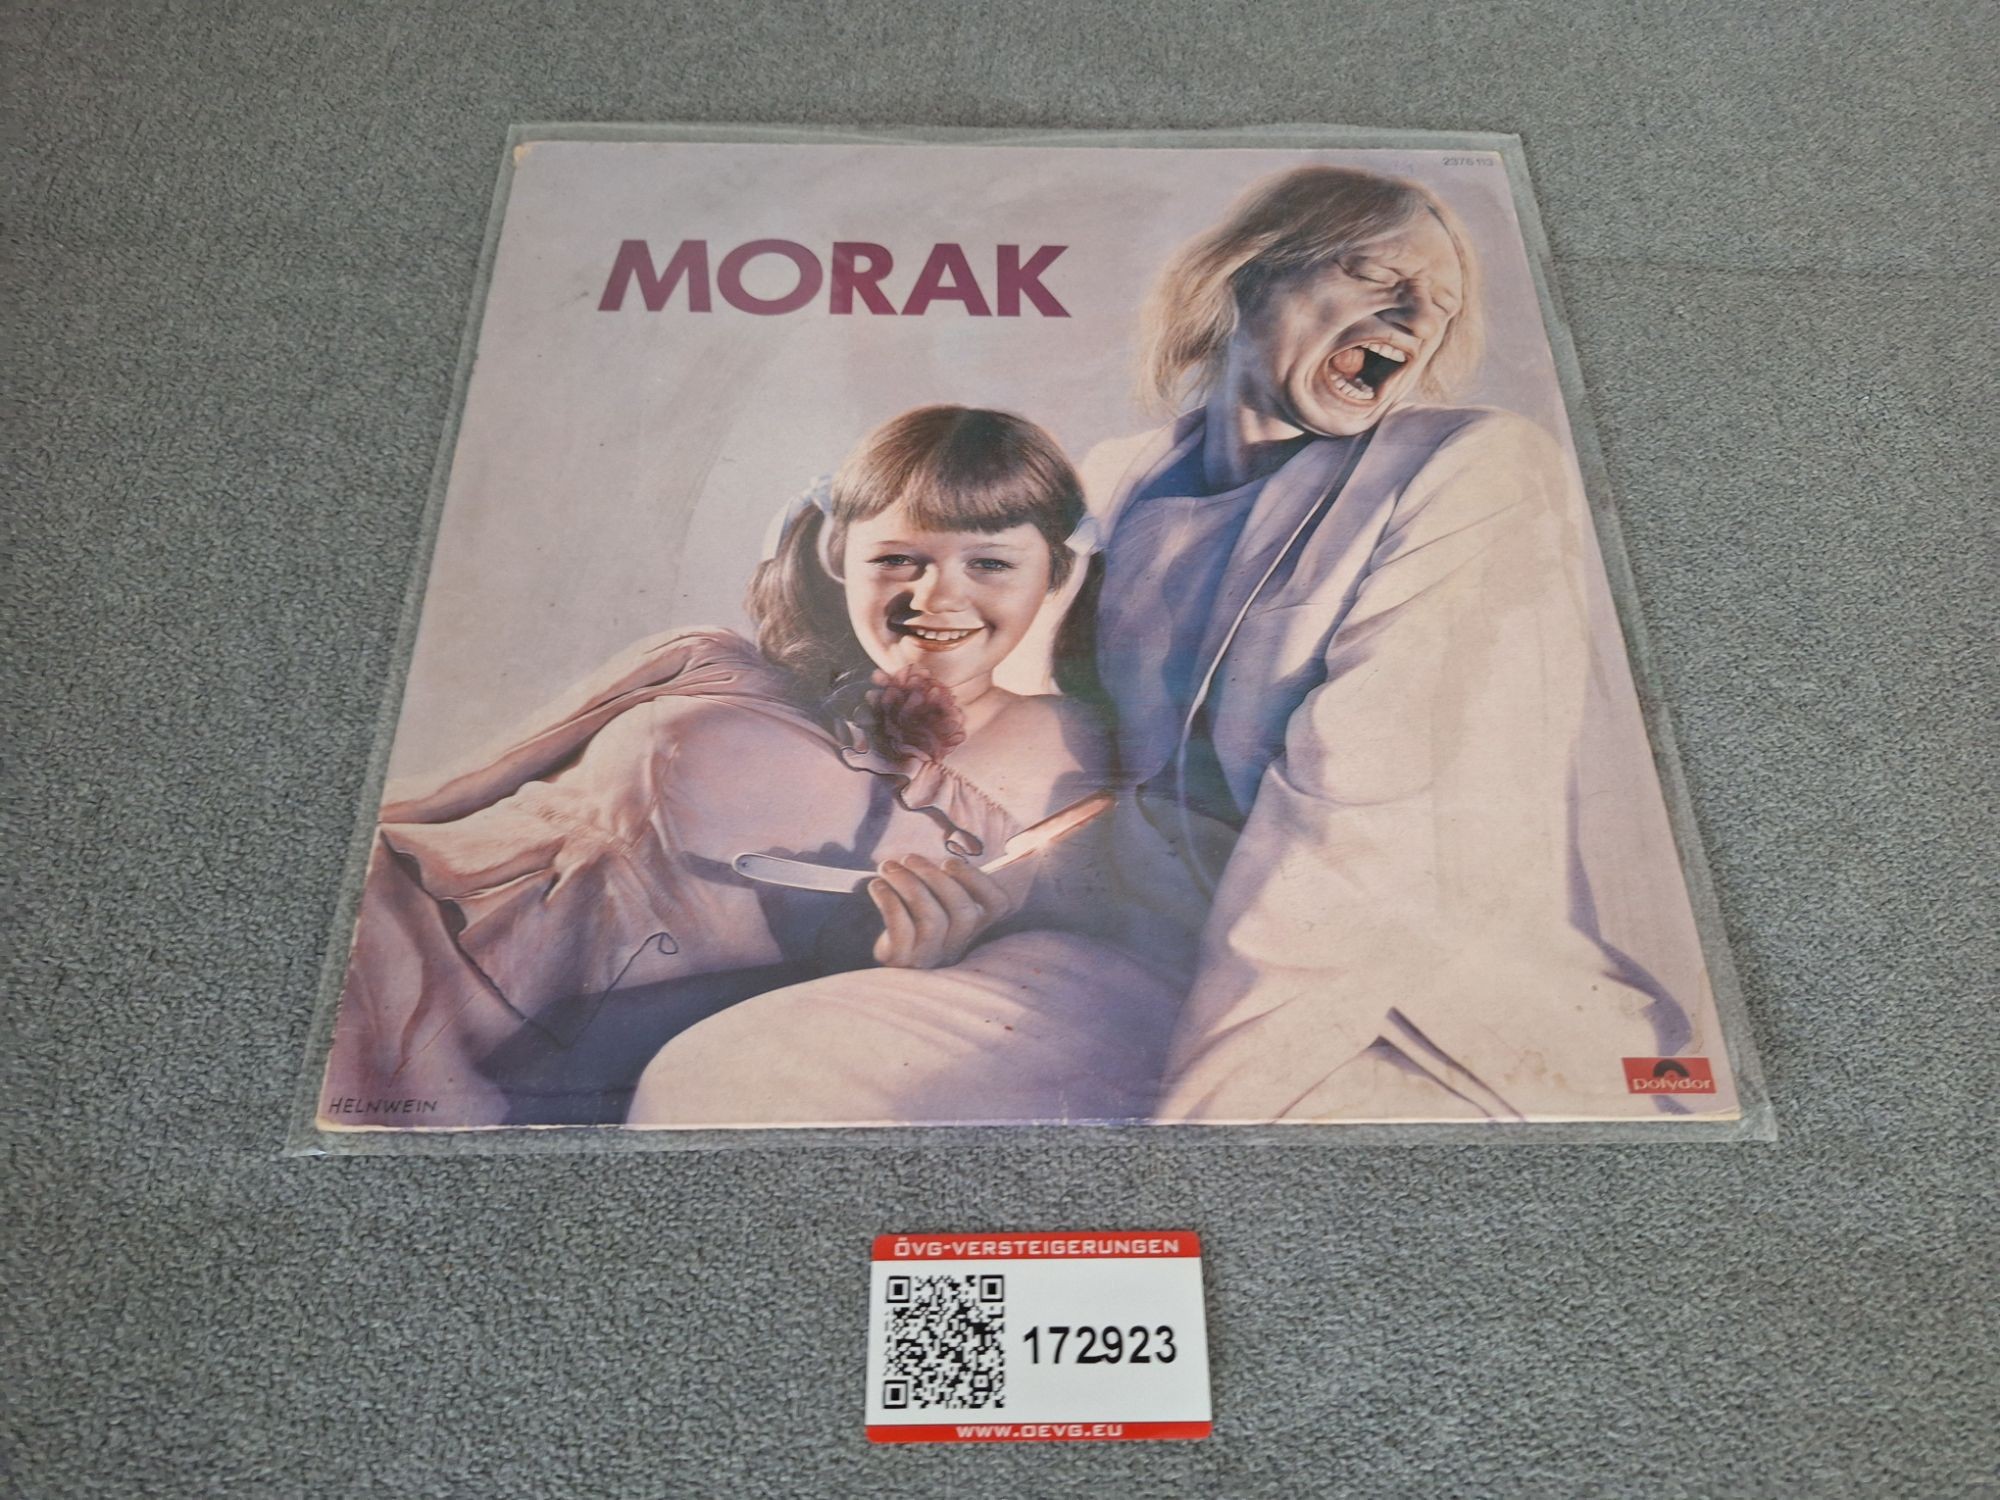 2376 113
MORAK
HELNWEIN
polydor
ÖVG-VERSTEIGERUNGEN
172923
WWW.OEVG.EU